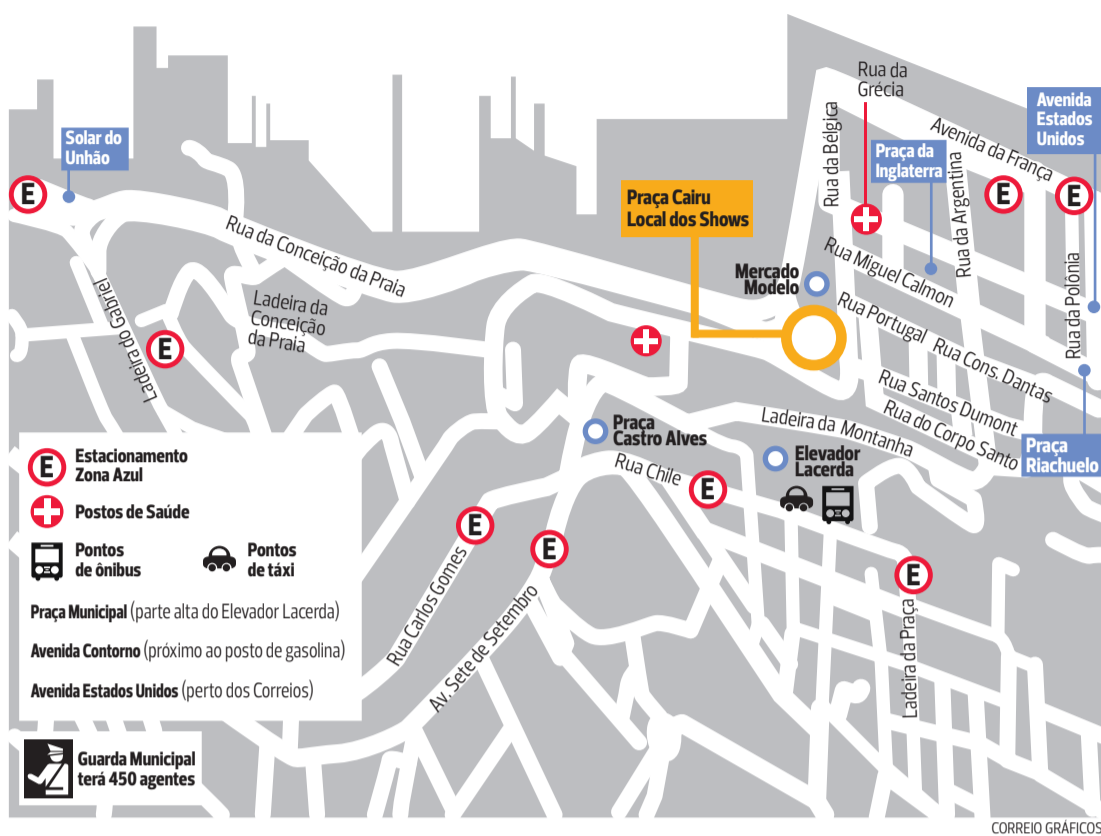 Rua da
Grécia
Avenida
Estados
Unidos
Avenida da França
Solar do
Unhão
Rua da Bélgica
Praça da
Inglaterra
Rua da Argentina
E
E
E
Praça Cairu
Local dos Shows
Rua da Conceição da Praia
Rua Miguel Calmon
Mercado
Modelo
Rua da Polônia
Ladeira do Gabriel
Ladeira da
Conceição
da Praia
Rua Portugal
Rua Cons. Dantas
E
Rua Santos Dumont
Rua do Corpo Santo
Praça
Castro Alves
Ladeira da Montanha
Praça
Riachuelo
Elevador
Lacerda
Rua Chile
E
E
E
E
Rua Carlos Gomes
Av. Sete de Setembro
Ladeira da Praça
E
Estacionamento
Zona Azul
Postos de Saúde
Pontos
de ônibus
Pontos
de táxi
Praça Municipal (parte alta do Elevador Lacerda)
Avenida Contorno (próximo ao posto de gasolina)
Avenida Estados Unidos (perto dos Correios)
Guarda Municipal
terá 450 agentes
CORREIO GRÁFICOS